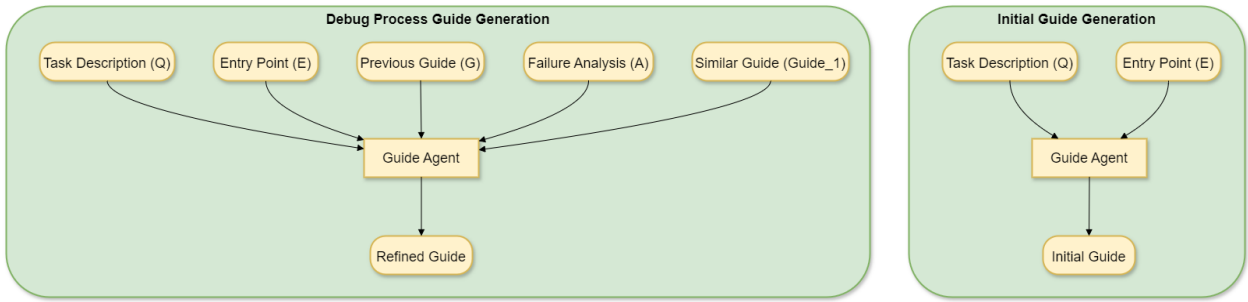 Debug Process Guide Generation
Task Description (Q)
Entry Point (E)
Previous Guide (G)
Failure Analysis (A)
Similar Guide (Guide_1)
Guide Agent
Refined Guide
Initial Guide Generation
Task Description (Q)
Entry Point (E)
Guide Agent
Initial Guide